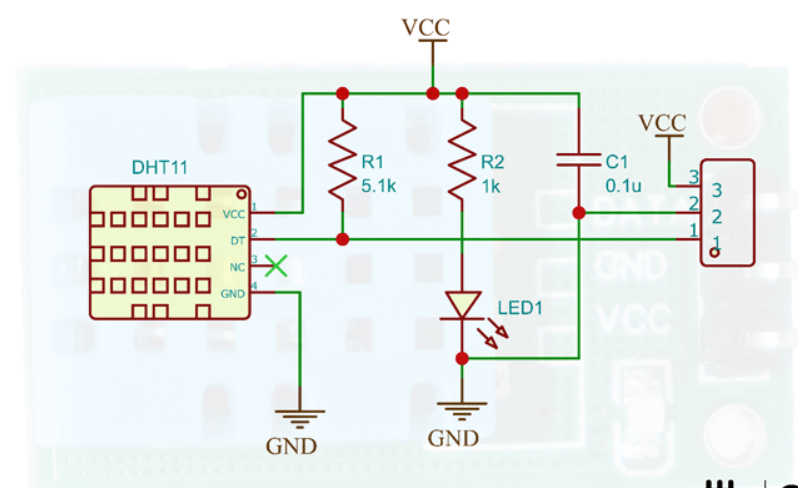 VCC
VCC
DHT11
R1
5.1k
R2
1k
C1
0.1u
VCC 1
DT 2
NC 3
GND 4
3 3
2 2
1 1
DATA
GND
VCC
LED1
GND
GND